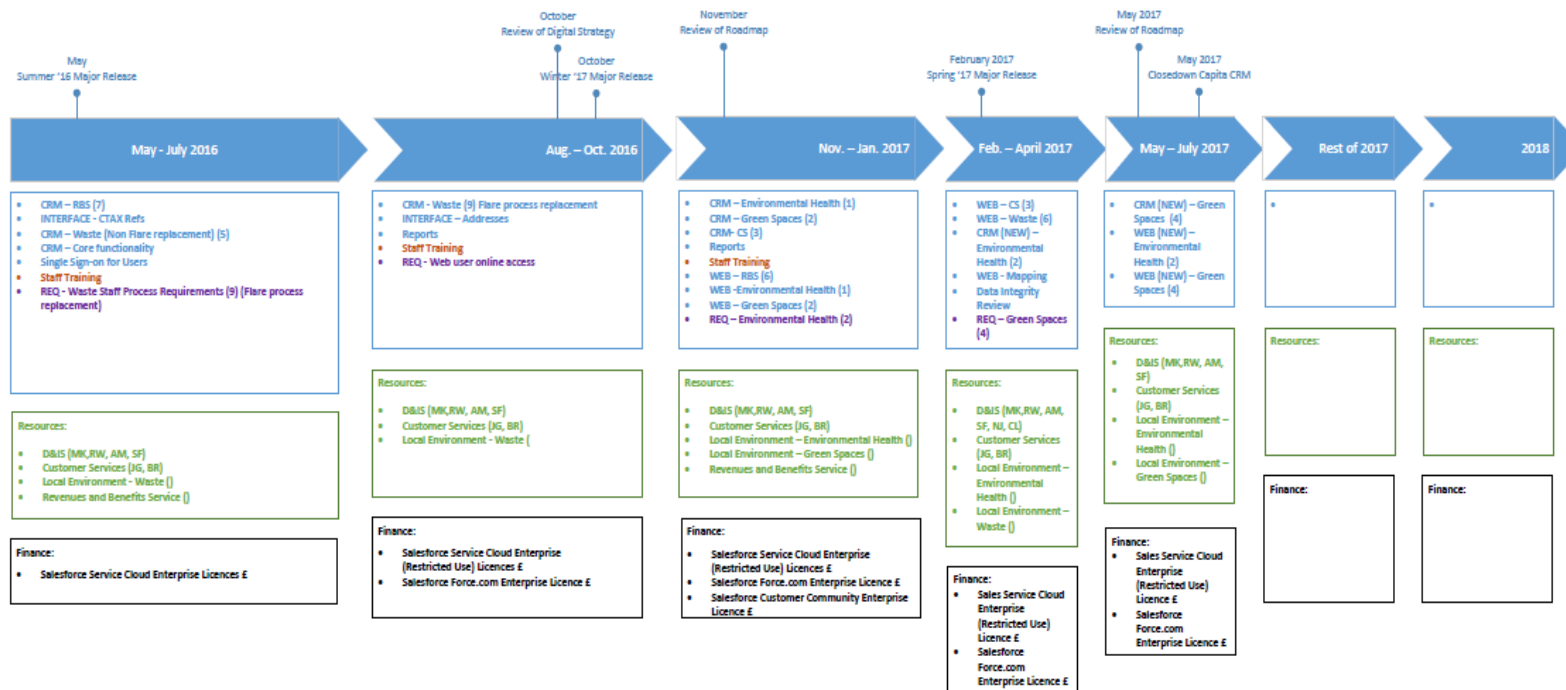 May
Summer '16 Major Release
October
Review of Digital Strategy
October
Winter '17 Major Release
November
Review of Roadmap
February 2017
Spring '17 Major Release
May 2017
Review of Roadmap
May 2017
Closedown Capita CRM
May - July 2016
Aug. – Oct. 2016
Nov. – Jan. 2017
Feb. – April 2017
May – July 2017
Rest of 2017
2018
• CRM – RBS (7)
• INTERFACE - CTAX Refs
• CRM – Waste (Non Flare replacement) (5)
• CRM – Core functionality
• Single Sign-on for Users
• Staff Training
• REQ - Waste Staff Process Requirements (9) (Flare process
replacement)
Resources:
• D&IS (MK,RW, AM, SF)
• Customer Services (JG, BR)
• Local Environment - Waste ()
• Revenues and Benefits Service ()
Finance:
• Salesforce Service Cloud Enterprise Licences £
• CRM - Waste (9) Flare process replacement
• INTERFACE – Addresses
• Reports
• Staff Training
• REQ - Web user online access
Resources:
• D&IS (MK,RW, AM, SF)
• Customer Services (JG, BR)
• Local Environment - Waste (
Finance:
• Salesforce Service Cloud Enterprise
(Restricted Use) Licences £
• Salesforce Force.com Enterprise Licence £
• CRM – Environmental Health (1)
• CRM – Green Spaces (2)
• CRM- CS (3)
• Reports
• Staff Training
• WEB – RBS (6)
• WEB -Environmental Health (1)
• WEB – Green Spaces (2)
• REQ – Environmental Health (2)
Resources:
• D&IS (MK,RW, AM, SF)
• Customer Services (JG, BR)
• Local Environment – Environmental Health ()
• Local Environment – Green Spaces ()
• Revenues and Benefits Service ()
Finance:
• Salesforce Service Cloud Enterprise
(Restricted Use) Licences £
• Salesforce Force.com Enterprise Licence £
• Salesforce Customer Community Enterprise
Licence £
• WEB – CS (3)
• WEB – Waste (6)
• CRM (NEW) –
Environmental
Health (2)
• WEB - Mapping
• Data Integrity
Review
• REQ – Green Spaces
(4)
Resources:
• D&IS (MK,RW, AM,
SF, NJ, CL)
• Customer Services
(JG, BR)
• Local Environment –
Environmental
Health ()
• Local Environment –
Waste ()
Finance:
• Sales Service Cloud
Enterprise
(Restricted Use)
Licence £
• Salesforce
Force.com
Enterprise Licence £
• CRM (NEW) – Green
Spaces (4)
• WEB (NEW) –
Environmental
Health (2)
• WEB (NEW) – Green
Spaces (4)
Resources:
• D&IS (MK,RW, AM,
SF)
• Customer Services
(JG, BR)
• Local Environment –
Environmental
Health ()
• Local Environment –
Green Spaces ()
Finance:
• Sales Service Cloud
Enterprise
(Restricted Use)
Licence £
• Salesforce
Force.com
Enterprise Licence £
•
Resources:
Finance:
•
Resources:
Finance: